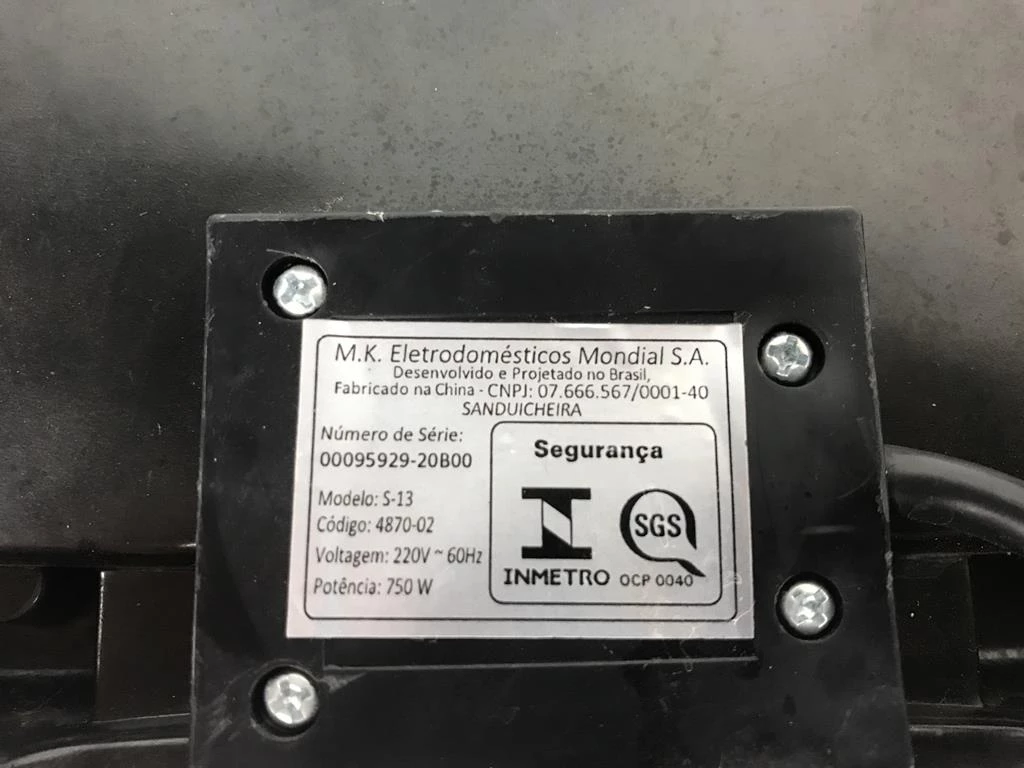 M.K. Eletrodomésticos Mondial S.A.
Desenvolvido e Projetado no Brasil,
Fabricado na China - CNPJ: 07.666.567/0001-40
SANDUICHEIRA
Número de Série:
00095929-20B00
Modelo: S-13
Código: 4870-02
Voltagem: 220V ~ 60Hz
Potência: 750 W
Segurança
SGS
INMETRO OCP 0040